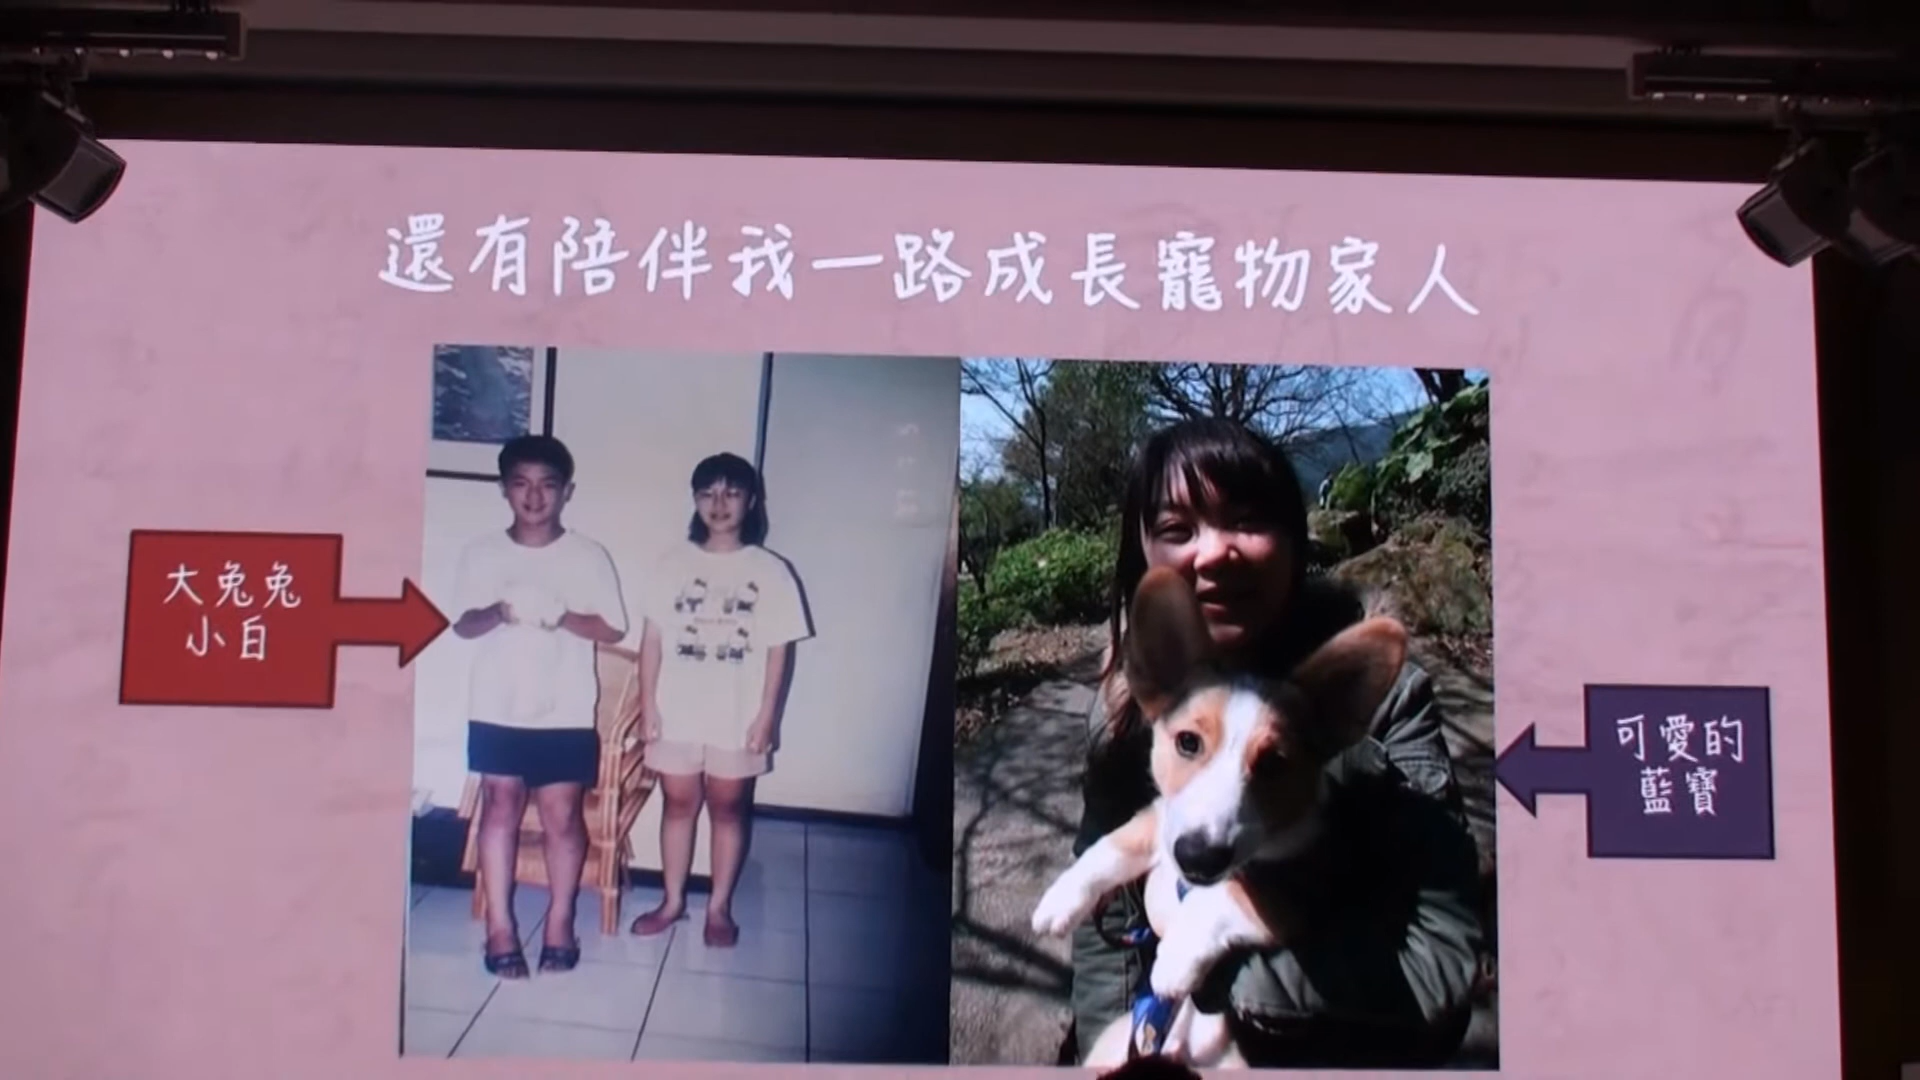 還有陪伴我一路成長寵物家人
大兔兔
小白
可愛的
藍寶